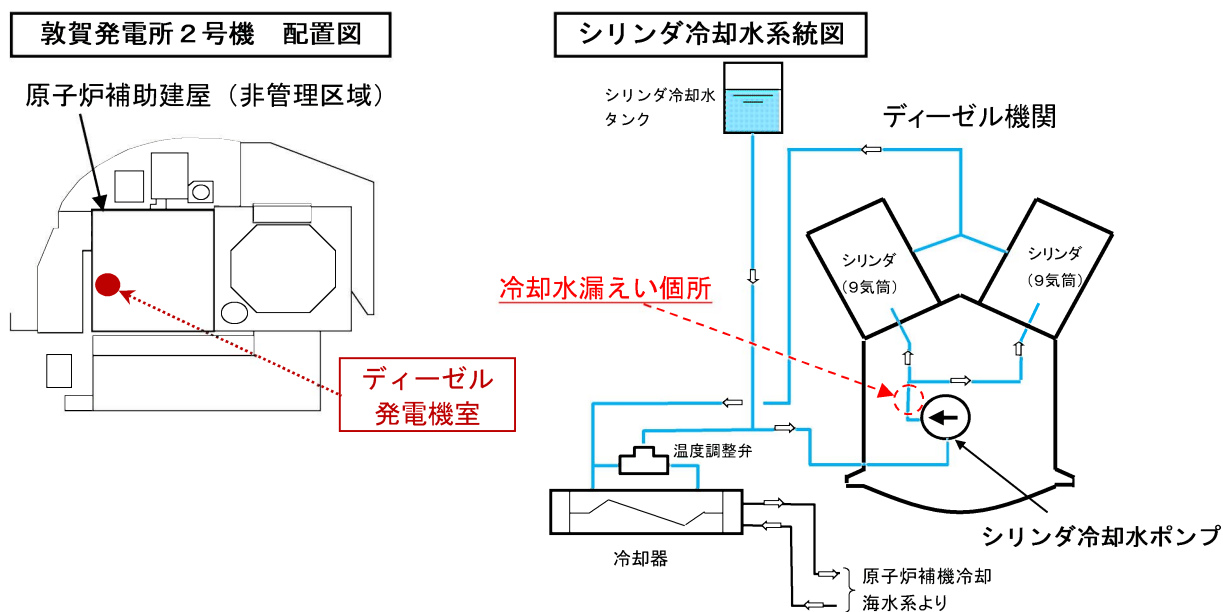 敦賀発電所２号機　配置図
原子炉補助建屋（非管理区域）
ディーゼル
発電機室
シリンダ冷却水系統図
シリンダ冷却水
タンク
ディーゼル機関
シリンダ
（9気筒）
シリンダ
（9気筒）
冷却水漏えい個所
温度調整弁
冷却器
シリンダ冷却水ポンプ
原子炉補機冷却
海水系より